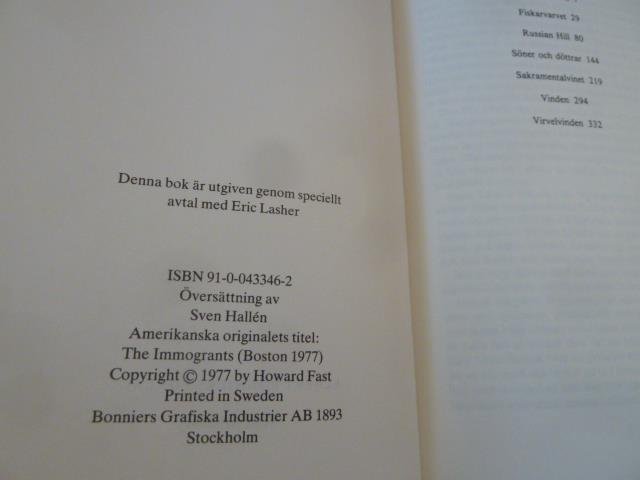 Denna bok är utgiven genom speciellt
avtal med Eric Lasher
ISBN 91-0-043346-2
Översättning av
Sven Hallén
Amerikanska originalets titel:
The Immogrants (Boston 1977)
Copyright © 1977 by Howard Fast
Printed in Sweden
Bonniers Grafiska Industrier AB 1893
Stockholm
Fiskarvarvet 29
Russian Hill 80
Söner och döttrar 144
Sakramentalvinet 219
Vinden 294
Virvelvinden 332